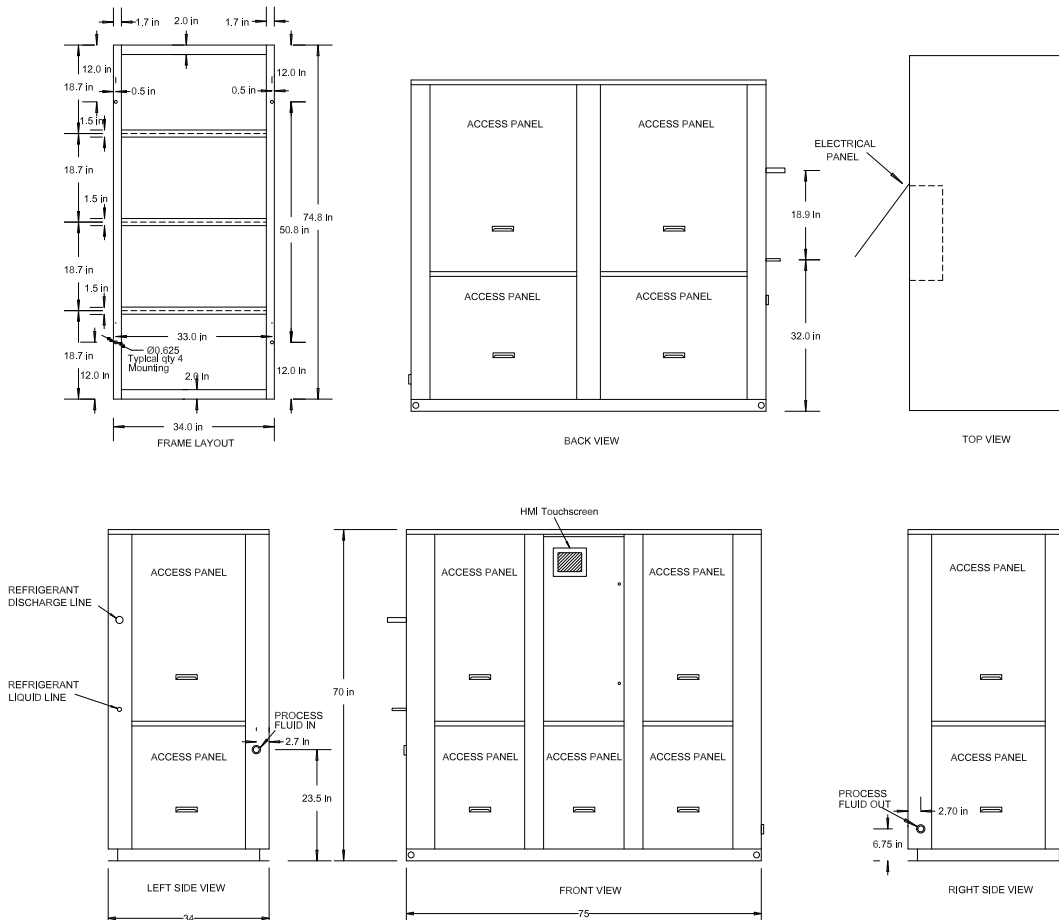 1.7 in
2.0 in
1.7 in
12.0 in
12.0 in
18.7 in
0.5 in
0.5 in
1.5 in
18.7 in
1.5 in
74.8 in
50.8 in
18.7 in
1.5 in
33.0 in
Ø0.625
Typical qty 4
Mounting
18.7 in
12.0 in
2.0 in
12.0 in
34.0 in
FRAME LAYOUT
ACCESS PANEL
ACCESS PANEL
ACCESS PANEL
ACCESS PANEL
18.9 in
32.0 in
BACK VIEW
ELECTRICAL
PANEL
TOP VIEW
REFRIGERANT
DISCHARGE LINE
REFRIGERANT
LIQUID LINE
ACCESS PANEL
ACCESS PANEL
PROCESS
FLUID IN
2.7 in
23.5 in
LEFT SIDE VIEW
34
HMI Touchscreen
ACCESS PANEL
ACCESS PANEL
70 in
ACCESS PANEL
ACCESS PANEL
ACCESS PANEL
FRONT VIEW
75
ACCESS PANEL
ACCESS PANEL
PROCESS
FLUID OUT
2.70 in
6.75 in
RIGHT SIDE VIEW